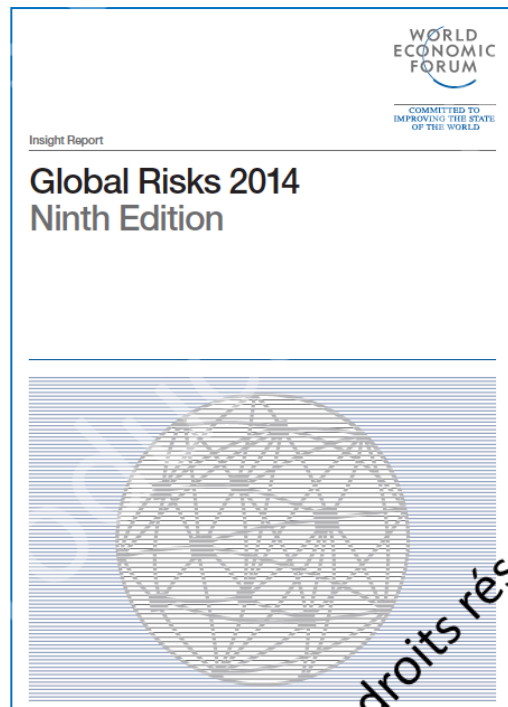 WORLD
ECONOMIC
FORUM
COMMITTED TO
IMPROVING THE STATE
OF THE WORLD
Insight Report
Global Risks 2014
Ninth Edition
droits rés